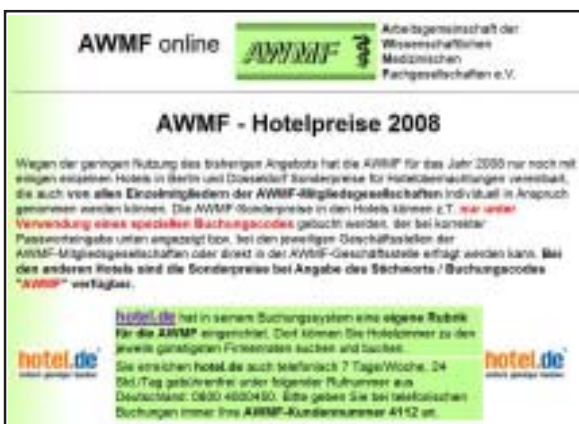 AWMF online
AWMF
Arbeitsgemeinschaft der
Wissenschaftlichen
Medizinischen
Fachgesellschaften e.V.
AWMF - Hotelpreise 2008
Wegen der geringen Nutzung des bisherigen Angebots hat die AWMF für das Jahr 2008 nur noch mit
einigen einzelnen Hotels in Berlin und Düsseldorf Sonderpreise für Hotelübernachtungen vereinbart,
die auch von allen Einzelmitgliedern der AWMF-Mitgliedsgesellschaften individuell in Anspruch
genommen werden können. Die AWMF-Sonderpreise in den Hotels können z.T. nur unter
Verwendung eines speziellen Buchungscodes gebucht werden, der bei korrekter
Passworteingabe unten angezeigt bzw. bei den jeweiligen Geschäftsstellen der
AWMF-Mitgliedsgesellschaften oder direkt in der AWMF-Geschäftsstelle erfragt werden kann. Bei
den anderen Hotels sind die Sonderpreise bei Angabe des Stichworts / Buchungscodes
"AWMF" verfügbar.
hotel.de hat in seinem Buchungssystem eine eigene Rubrik
für die AWMF eingerichtet. Dort können Sie Hotelzimmer zu den
jeweils günstigsten Firmenraten suchen und buchen.
hotel.de
Sie erreichen hotel.de auch telefonisch 7 Tage/Woche, 24
Std./Tag gebührenfrei unter folgender Rufnummer aus
Deutschland: Bitte geben Sie bei telefonischen
Buchungen immer Ihre AWMF-Kundennummer 4112 an.
hotel.de